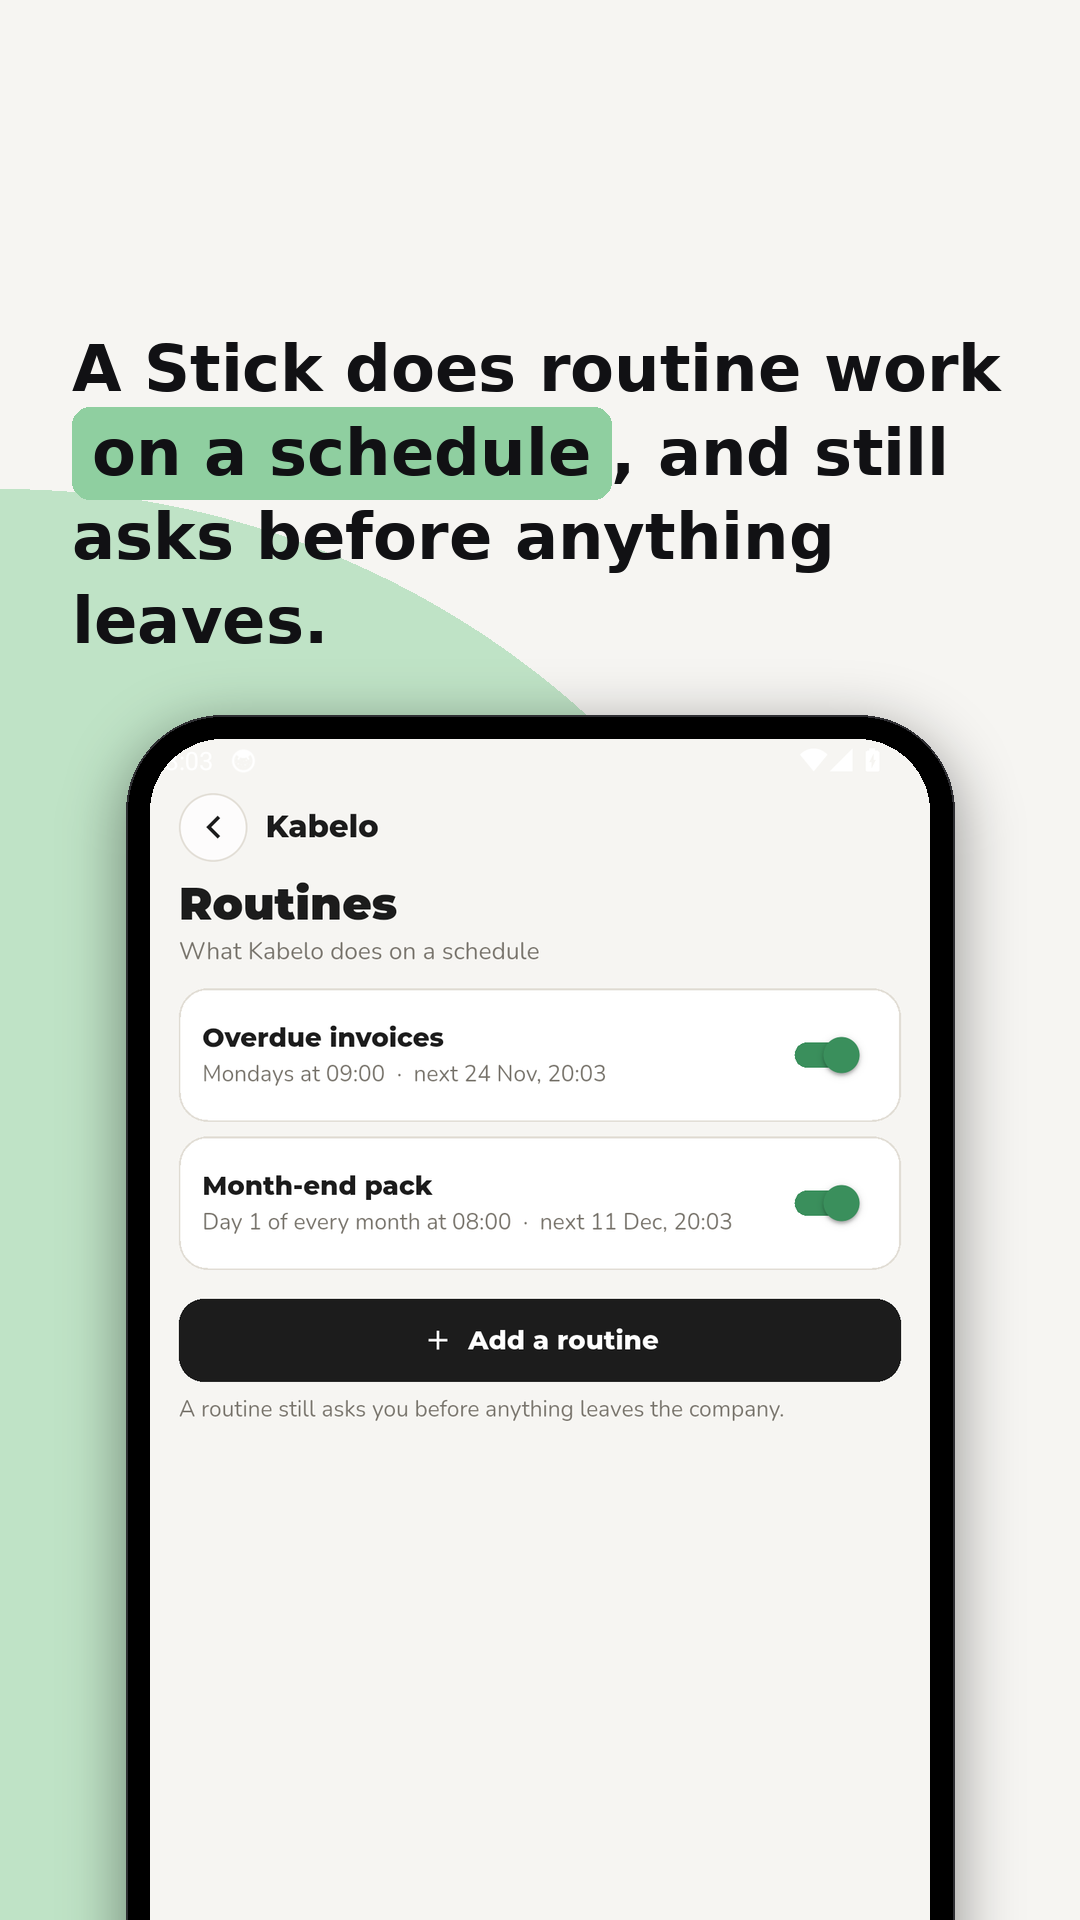 A Stick does routine work
on a schedule, and still
asks before anything
leaves.
:03
Kabelo
Routines
What Kabelo does on a schedule
Overdue invoices
Mondays at 09:00 · next 24 Nov, 20:03
Month-end pack
Day 1 of every month at 08:00 · next 11 Dec, 20:03
+ Add a routine
A routine still asks you before anything leaves the company.